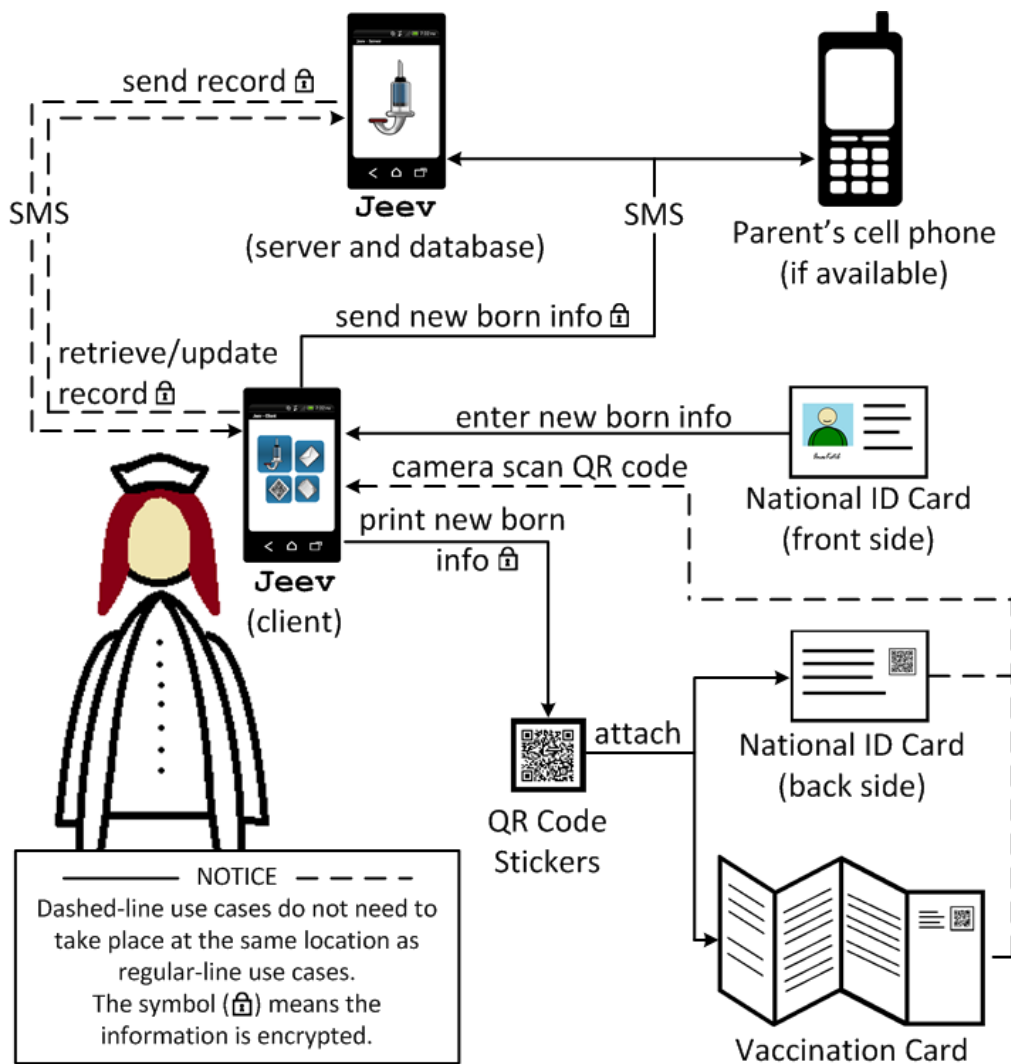 send record
SMS
Jeev
(server and database)
SMS
Parent's cell phone
(if available)
send new born info
retrieve/update
record
enter new born info
National ID Card
(front side)
camera scan QR code
print new born
info
Jeev
(client)
attach
National ID Card
(back side)
QR Code
Stickers
NOTICE
Dashed-line use cases do not need to
take place at the same location as
regular-line use cases.
The symbol ( ) means the
information is encrypted.
Vaccination Card